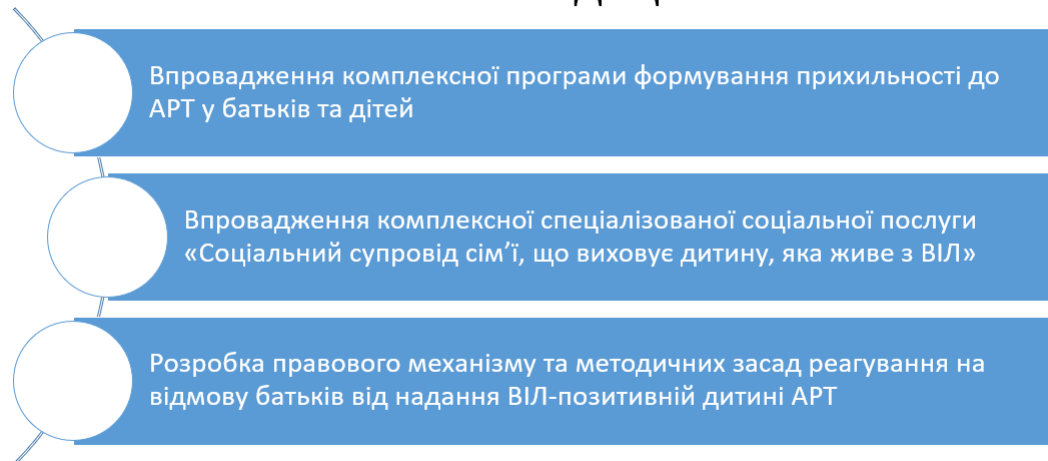 Впровадження комплексної програми формування прихильності до
АРТ у батьків та дітей
Впровадження комплексної спеціалізованої соціальної послуги
«Соціальний супровід сім’ї, що виховує дитину, яка живе з ВІЛ»
Розробка правового механізму та методичних засад реагування на
відмову батьків від надання ВІЛ-позитивній дитині АРТ